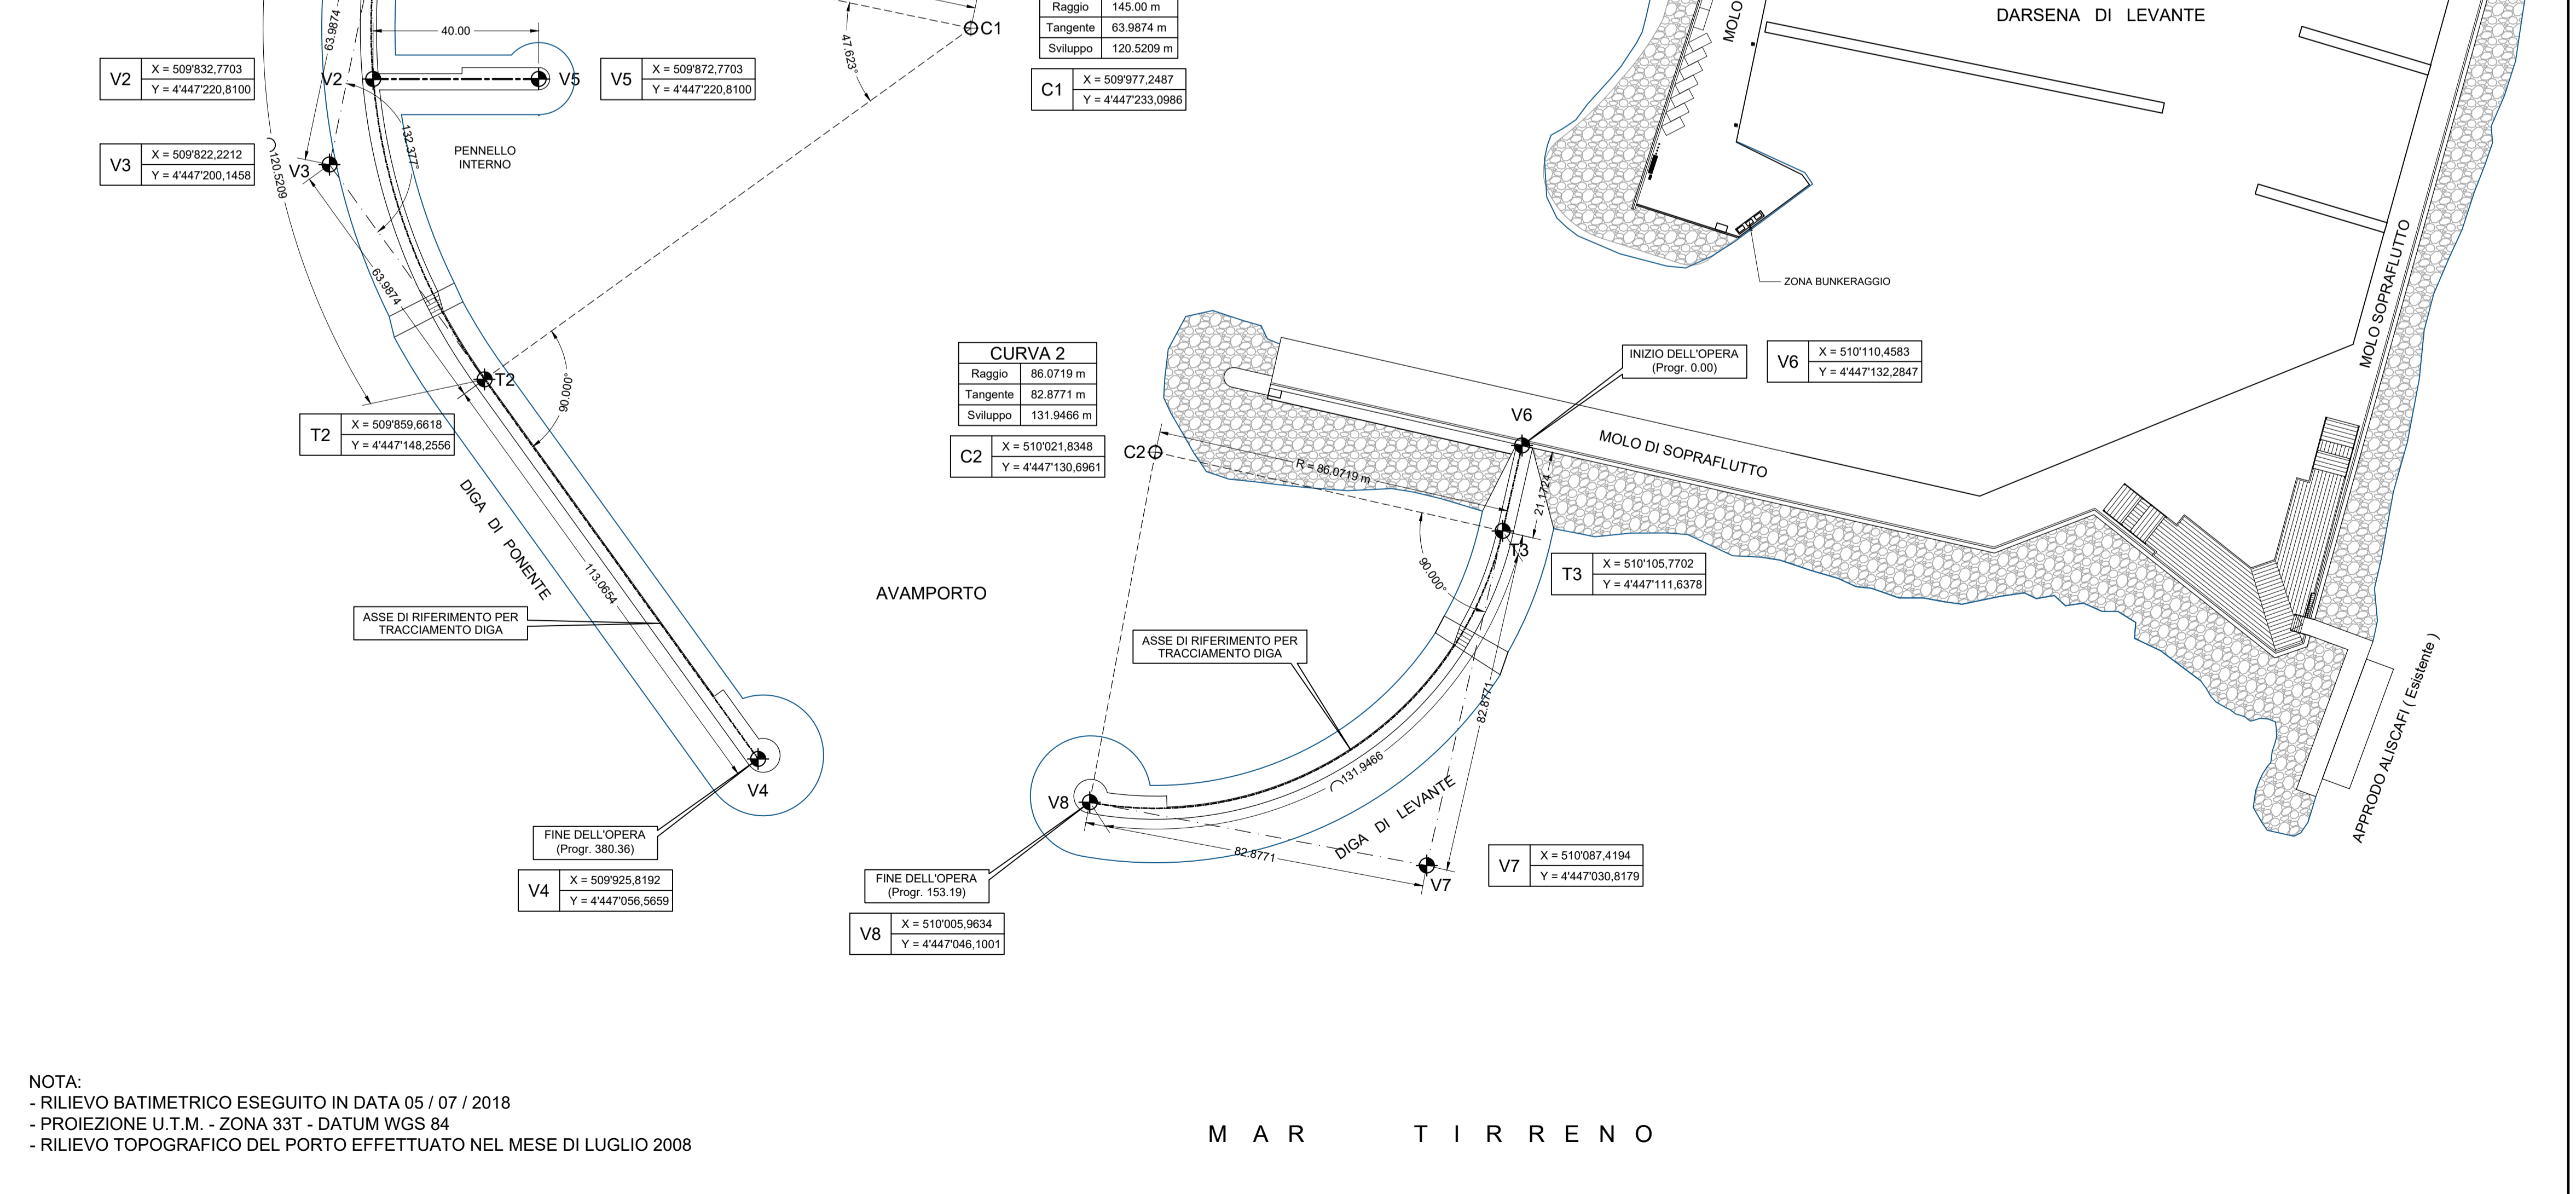 Raggio 145.00 m
Tangente 63.9874 m
Sviluppo 120.5209 m
C1
C1 X = 509'977,2487
Y = 4'447'233,0986
47.623°
63.9874
40.00
V2 X = 509'832,7703
Y = 4'447'220,8100
V2
V5
V5 X = 509'872,7703
Y = 4'447'220,8100
V3 X = 509'822,2212
Y = 4'447'200,1458
V3
120.5209
132.377°
PENNELLO
INTERNO
63.9874
T2
90.000°
T2 X = 509'859,6618
Y = 4'447'148,2556
DIGA DI PONENTE
113.0654
ASSE DI RIFERIMENTO PER
TRACCIAMENTO DIGA
V4
FINE DELL'OPERA
(Progr. 380.36)
V4 X = 509'925,8192
Y = 4'447'056,5659
AVAMPORTO
DARSENA DI LEVANTE
MOLO
ZONA BUNKERAGGIO
MOLO SOPRAFLUTTO
CURVA 2
Raggio 86.0719 m
Tangente 82.8771 m
Sviluppo 131.9466 m
C2 X = 510'021,8348
Y = 4'447'130,6961
C2
R = 86.0719 m
INIZIO DELL'OPERA
(Progr. 0.00)
V6 X = 510'110,4583
Y = 4'447'132,2847
V6
MOLO DI SOPRAFLUTTO
21.1724
T3
T3 X = 510'105,7702
Y = 4'447'111,6378
90.000°
ASSE DI RIFERIMENTO PER
TRACCIAMENTO DIGA
82.8771
131.9466
DIGA DI LEVANTE
V8
82.8771
V7
V7 X = 510'087,4194
Y = 4'447'030,8179
FINE DELL'OPERA
(Progr. 153.19)
V8 X = 510'005,9634
Y = 4'447'046,1001
APPRODO ALISCAFI ( Esistente )
NOTA:
- RILIEVO BATIMETRICO ESEGUITO IN DATA 05 / 07 / 2018
- PROIEZIONE U.T.M. - ZONA 33T - DATUM WGS 84
- RILIEVO TOPOGRAFICO DEL PORTO EFFETTUATO NEL MESE DI LUGLIO 2008
MAR TIRRENO